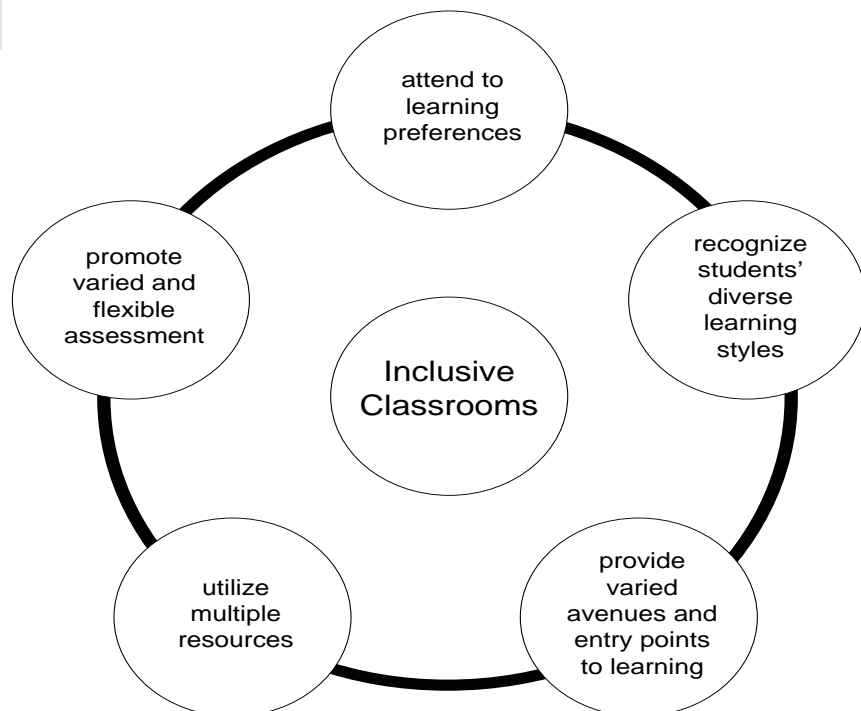 attend to
learning
preferences
recognize
students’
diverse
learning
styles
provide
varied
avenues and
entry points
to learning
utilize
multiple
resources
promote
varied and
flexible
assessment
Inclusive
Classrooms